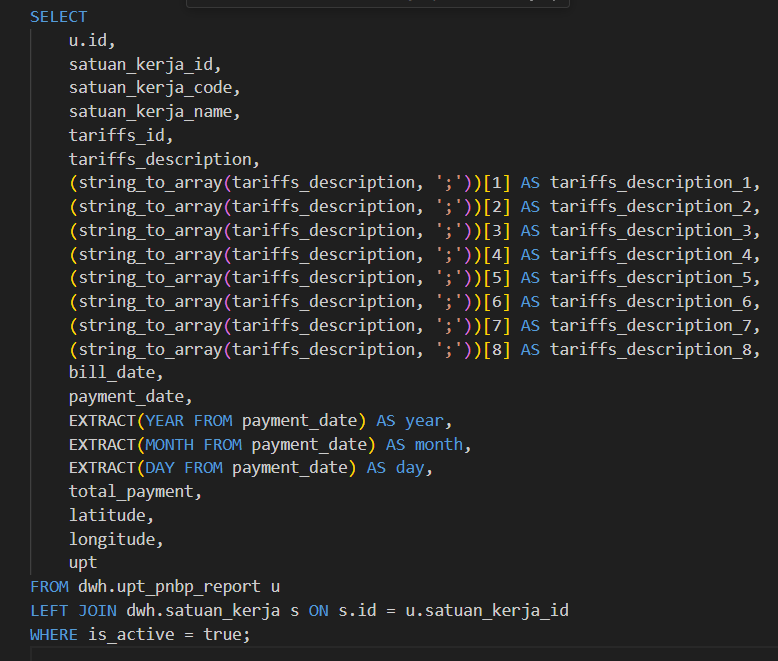 SELECT
u.id,
satuan_kerja_id,
satuan_kerja_code,
satuan_kerja_name,
tariffs_id,
tariffs_description,
(string_to_array(tariffs_description, ';'))[1] AS tariffs_description_1,
(string_to_array(tariffs_description, ';'))[2] AS tariffs_description_2,
(string_to_array(tariffs_description, ';'))[3] AS tariffs_description_3,
(string_to_array(tariffs_description, ';'))[4] AS tariffs_description_4,
(string_to_array(tariffs_description, ';'))[5] AS tariffs_description_5,
(string_to_array(tariffs_description, ';'))[6] AS tariffs_description_6,
(string_to_array(tariffs_description, ';'))[7] AS tariffs_description_7,
(string_to_array(tariffs_description, ';'))[8] AS tariffs_description_8,
bill_date,
payment_date,
EXTRACT(YEAR FROM payment_date) AS year,
EXTRACT(MONTH FROM payment_date) AS month,
EXTRACT(DAY FROM payment_date) AS day,
total_payment,
latitude,
longitude,
upt
FROM dwh.upt_pnbp_report u
LEFT JOIN dwh.satuan_kerja s ON s.id = u.satuan_kerja_id
WHERE is_active = true;